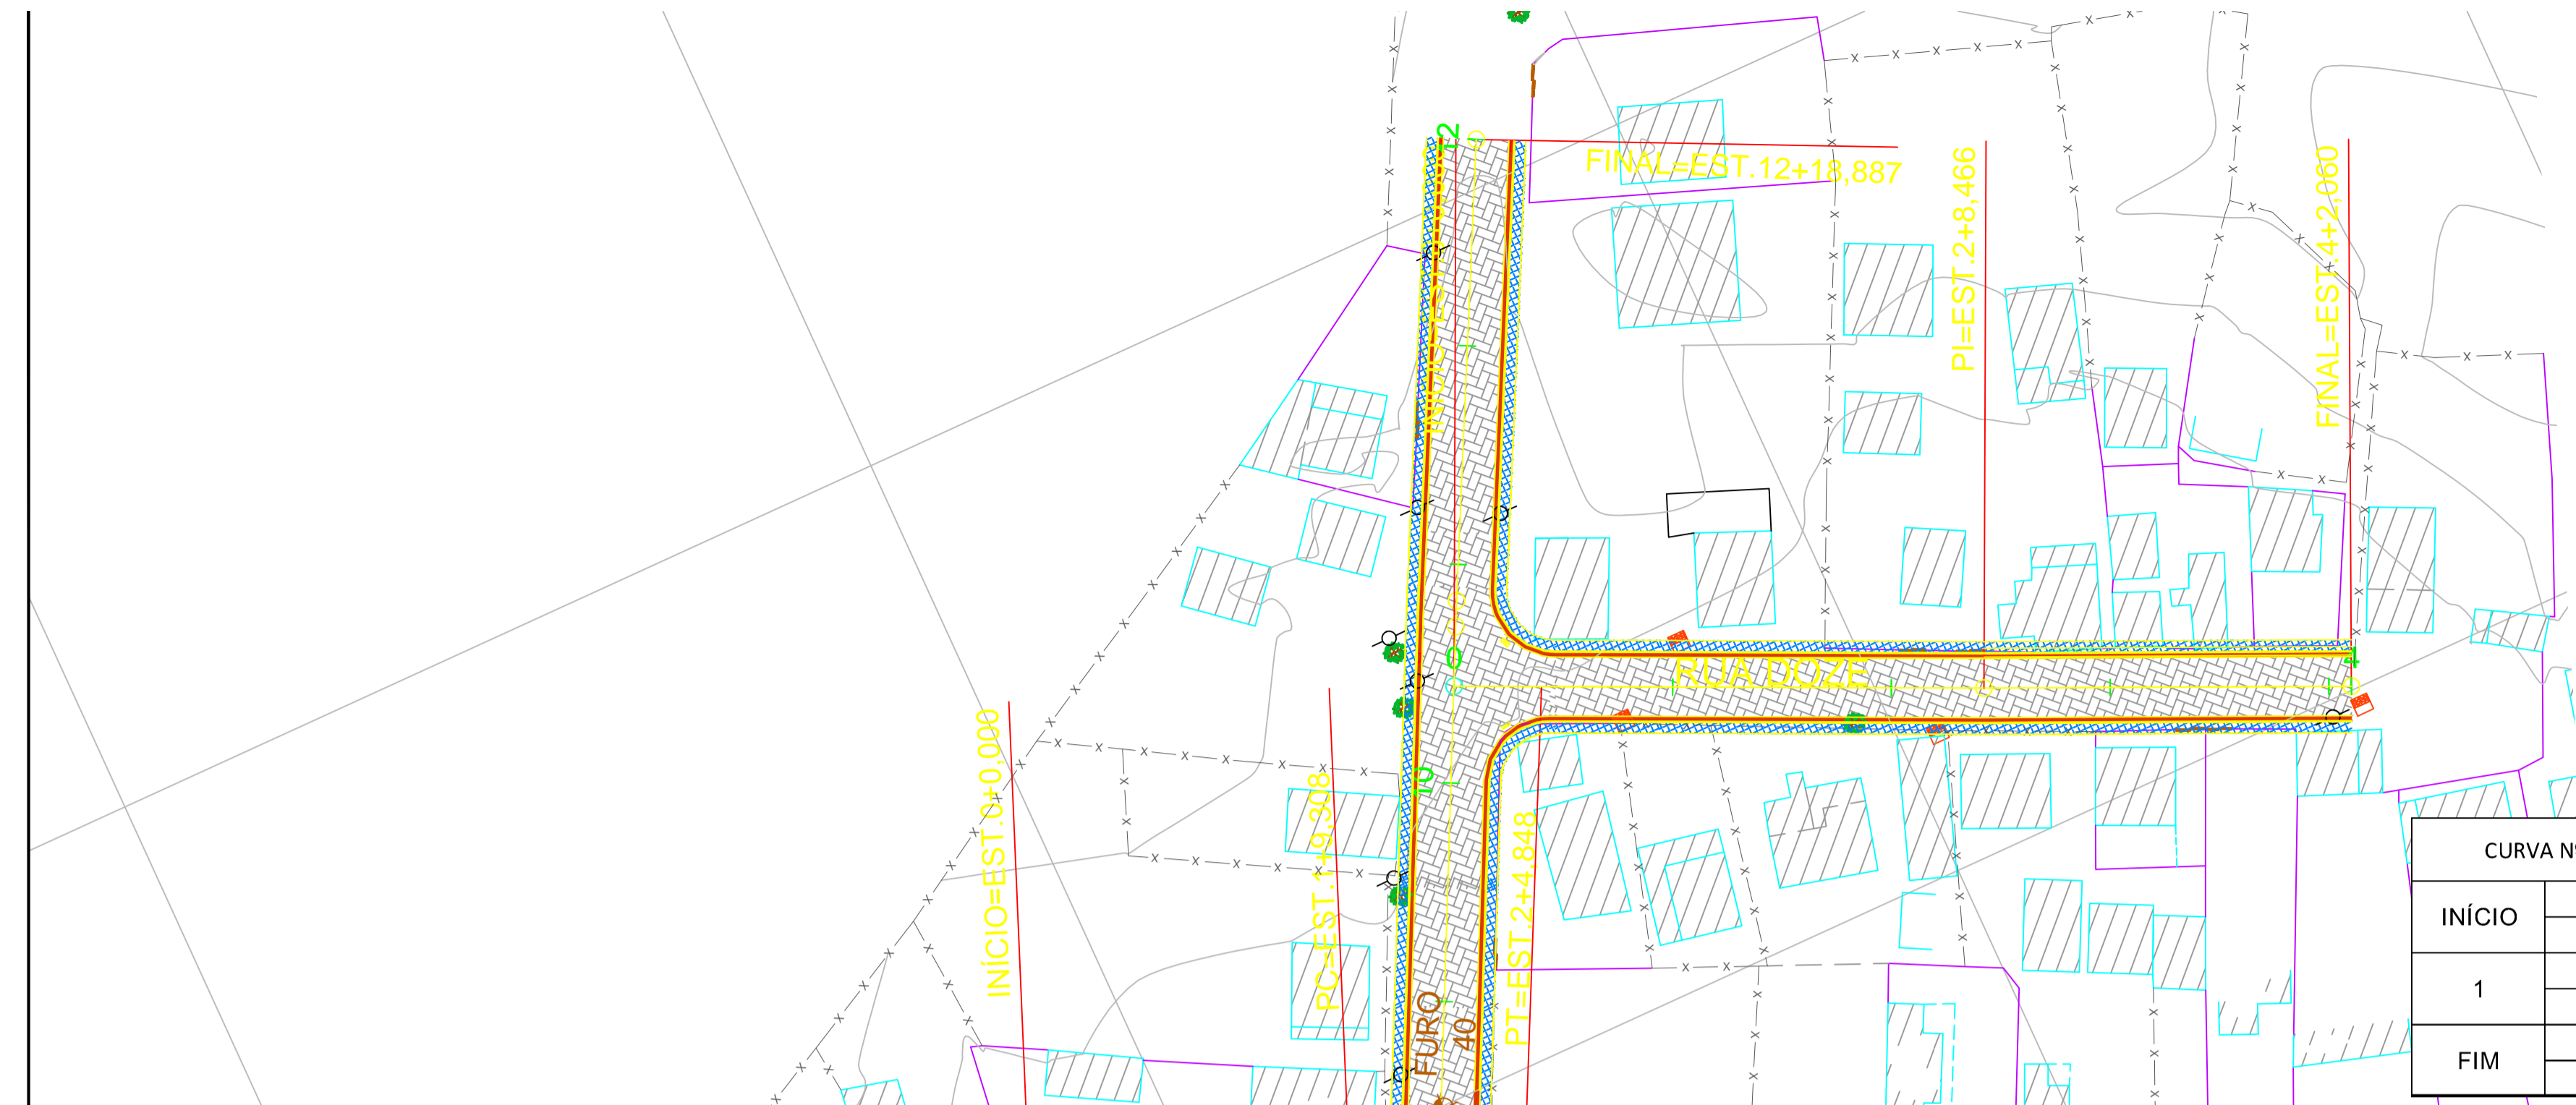 12
FINAL=EST.12+18,887
PI=EST.2+8,466
FINAL=EST.4+2,060
0
RUA DOZE
4
10
INÍCIO=EST.0+0,000
PC=EST.1+9,308
PT=EST.2+4,848
FURO
40
CURVA Nº
INÍCIO
1
FIM